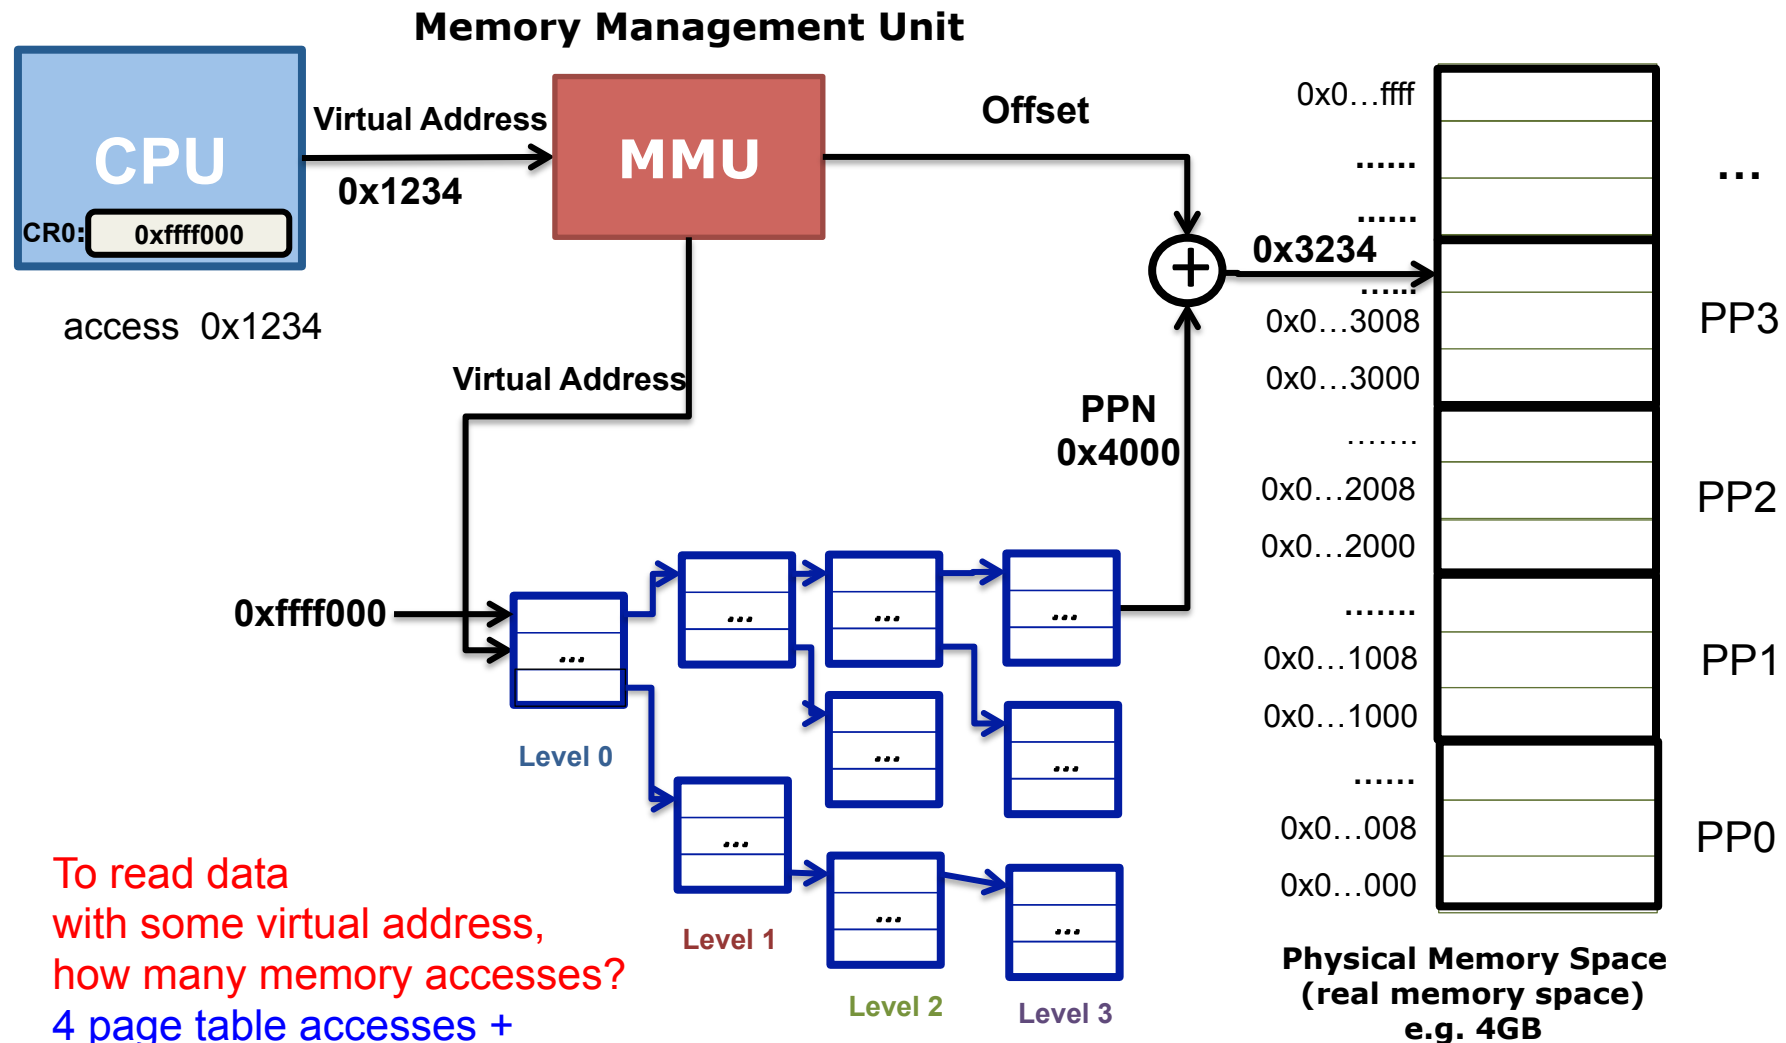 Memory Management Unit
CPU
CR0: 0xffff000
access 0x1234
Virtual Address
0x1234
MMU
Offset
Virtual Address
PPN
0x4000
+
0x3234
0xffff000
...
...
...
...
...
...
...
...
...
Level 0
Level 1
Level 2
Level 3
0x0...ffff
......
......
......
0x0...3008
0x0...3000
.......
0x0...2008
0x0...2000
.......
0x0...1008
0x0...1000
......
0x0...008
0x0...000
...
PP3
PP2
PP1
PP0
Physical Memory Space
(real memory space)
e.g. 4GB
To read data
with some virtual address,
how many memory accesses?
4 page table accesses +